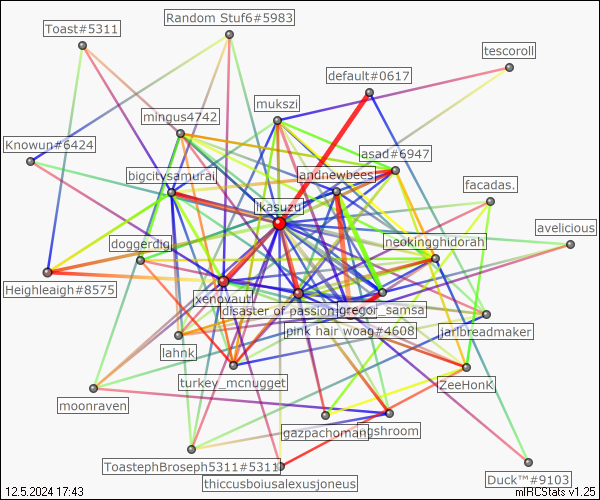 Random Stuf6#5983
Toast#5311
tescoroll
default#0617
mukszi
mingus4742
Knowun#6424
asad#6947
bigcitysamurai
andnewbees
facadas.
ikasuzu
avelicious
doggerdig
neokingghidorah
Heighleaigh#8575
xenovaut
disaster of passion
gregor_samsa
pink hair woag#4608
jarlbreadmaker
lahnk
turkey_mcnugget
ZeeHonK
moonraven
igazpachoman
ngshroom
ToastephBroseph5311#5311
thiccusboiusalexusjoneus
Duck™#9103
12.5.2024 17:43
mIRCStats v1.25